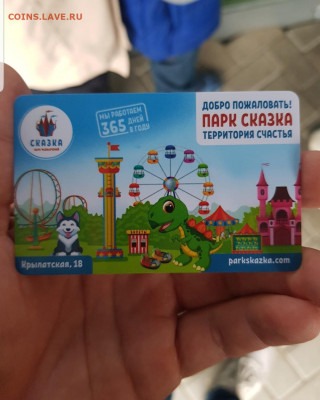 COINS.LAVE.RU
СКАЗКА
МЫ РАБОТАЕМ
365 ДНЕЙ
В ГОДУ
ДОБРО ПОЖАЛОВАТЬ!
ПАРК СКАЗКА
ТЕРРИТОРИЯ СЧАСТЬЯ
Крылатская, 18
parkskazka.com